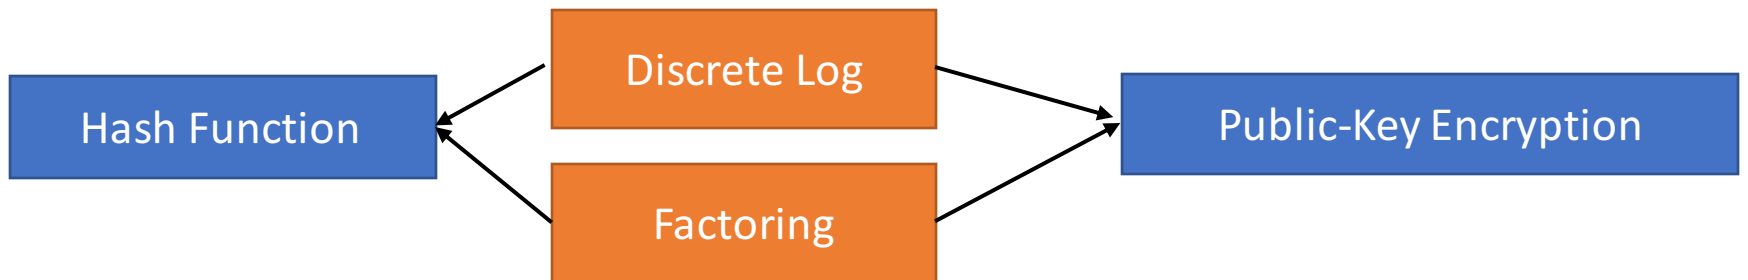 Hash Function
Discrete Log
Factoring
Public-Key Encryption